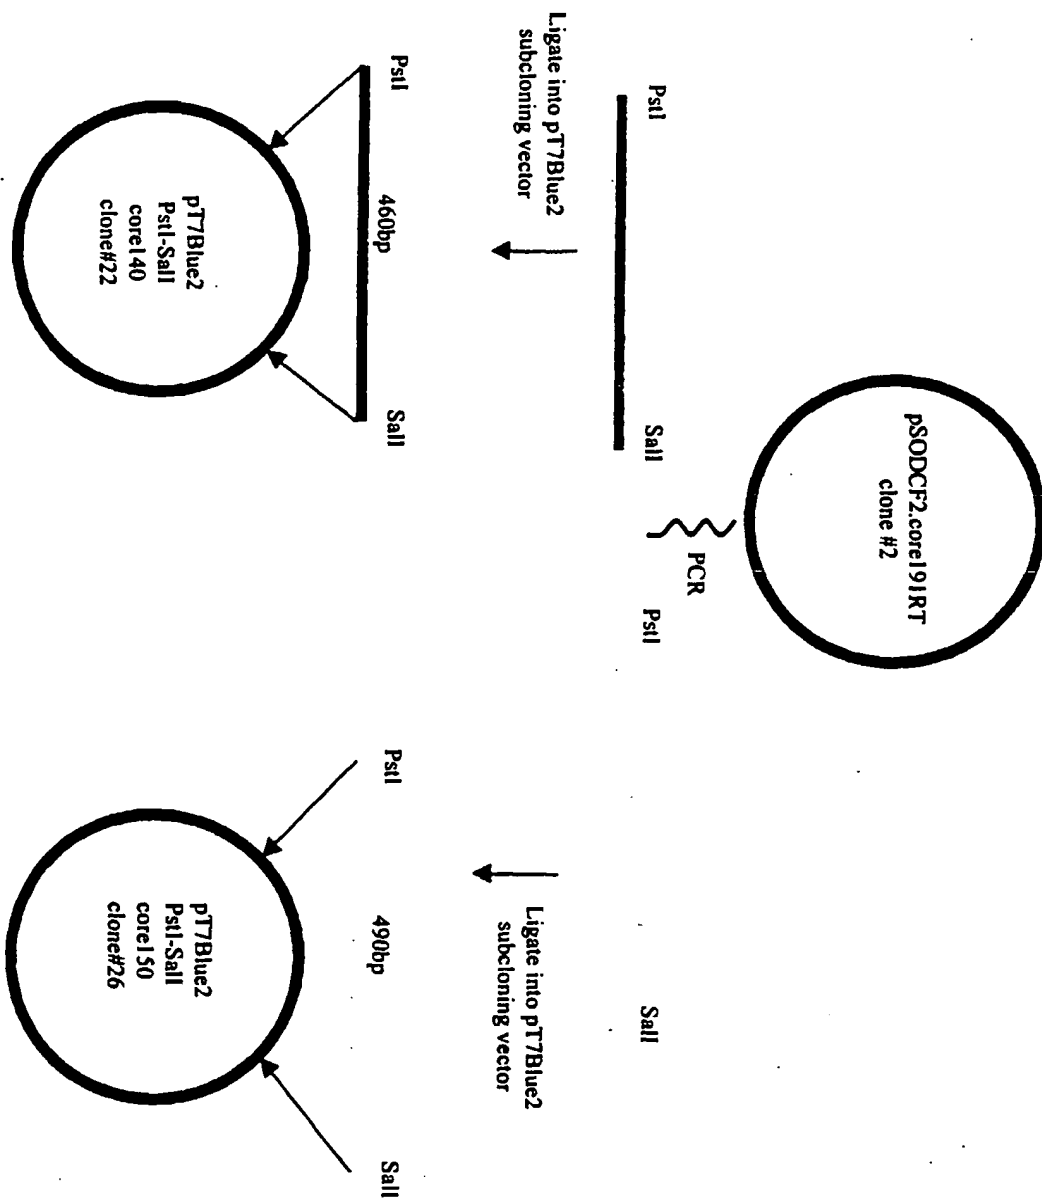 pSODCF2.core191RT
clone #2
PCR
PstI
SalI
PstI
SalI
Ligate into pT7Blue2
subcloning vector
Ligate into pT7Blue2
subcloning vector
PstI
460bp
SalI
PstI
490bp
SalI
pT7Blue2
PstI-SalI
core140
clone#22
pT7Blue2
PstI-SalI
core150
clone#26